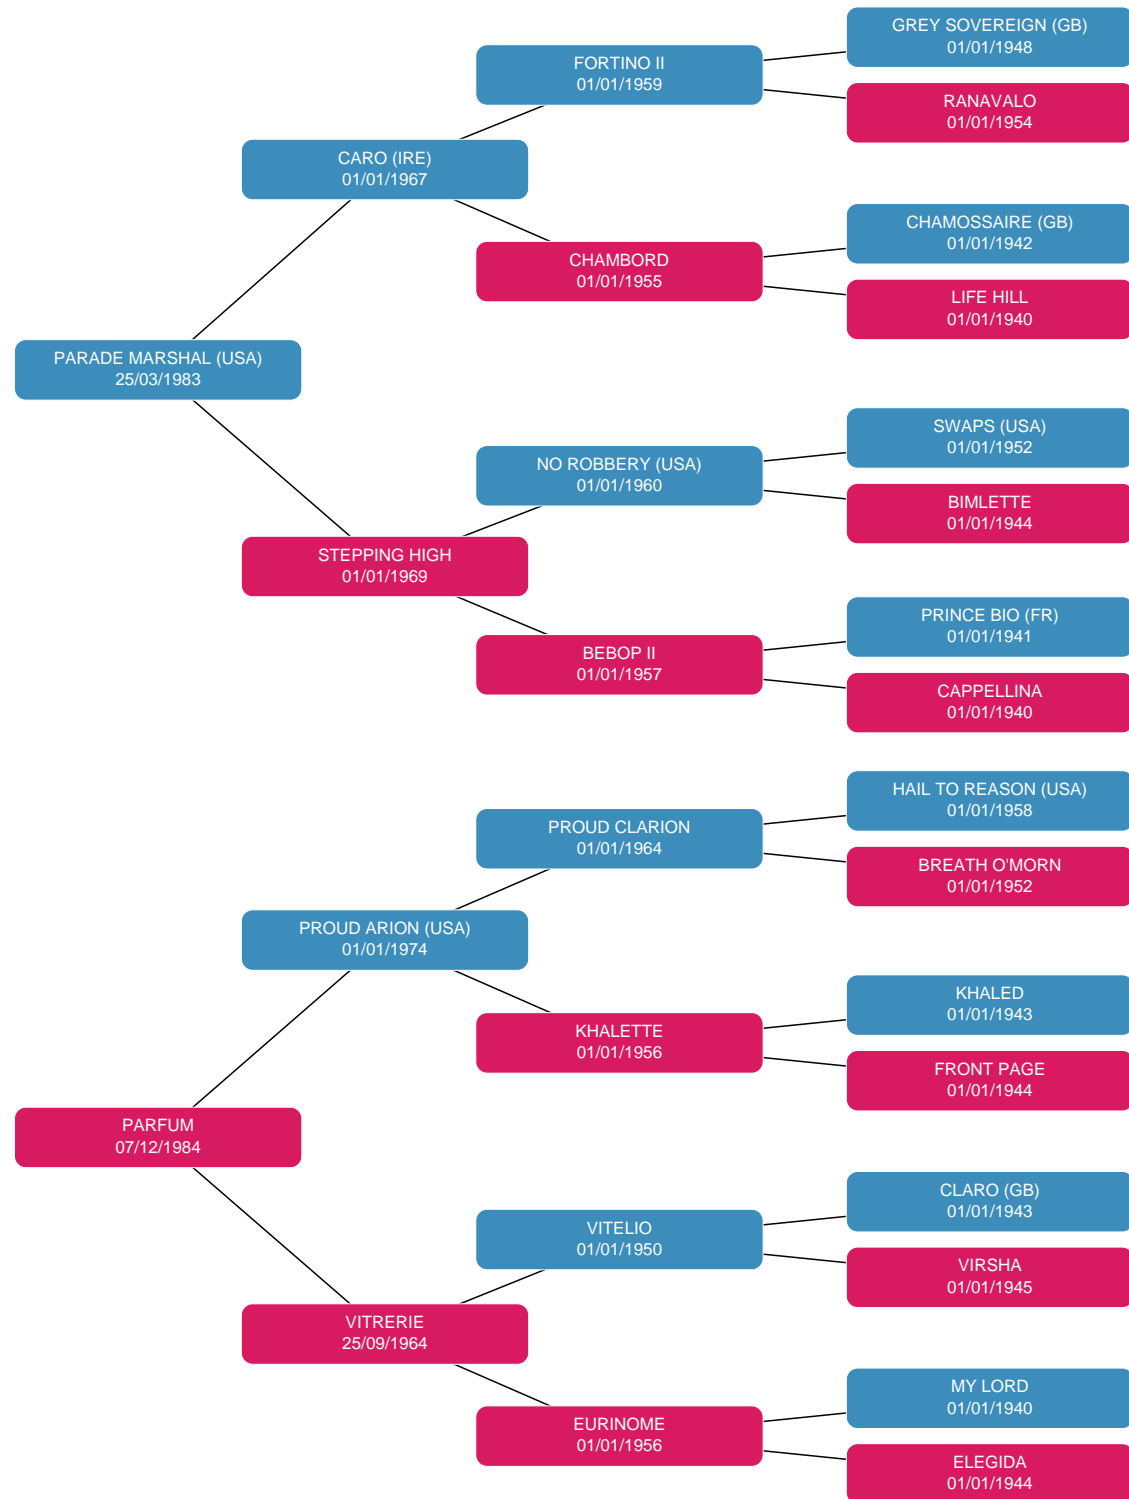 GREY SOVEREIGN (GB)
01/01/1948
FORTINO II
01/01/1959
RANAVALO
01/01/1954
CARO (IRE)
01/01/1967
CHAMOSSAIRE (GB)
01/01/1942
CHAMBORD
01/01/1955
LIFE HILL
01/01/1940
PARADE MARSHAL (USA)
25/03/1983
SWAPS (USA)
01/01/1952
NO ROBBERY (USA)
01/01/1960
BIMLETTE
01/01/1944
STEPPING HIGH
01/01/1969
PRINCE BIO (FR)
01/01/1941
BEBOP II
01/01/1957
CAPPELLINA
01/01/1940
HAIL TO REASON (USA)
01/01/1958
PROUD CLARION
01/01/1964
BREATH O'MORN
01/01/1952
PROUD ARION (USA)
01/01/1974
KHALED
01/01/1943
KHALETTE
01/01/1956
FRONT PAGE
01/01/1944
PARFUM
07/12/1984
CLARO (GB)
01/01/1943
VITELIO
01/01/1950
VIRSHA
01/01/1945
VITRERIE
25/09/1964
MY LORD
01/01/1940
EURINOME
01/01/1956
ELEGIDA
01/01/1944